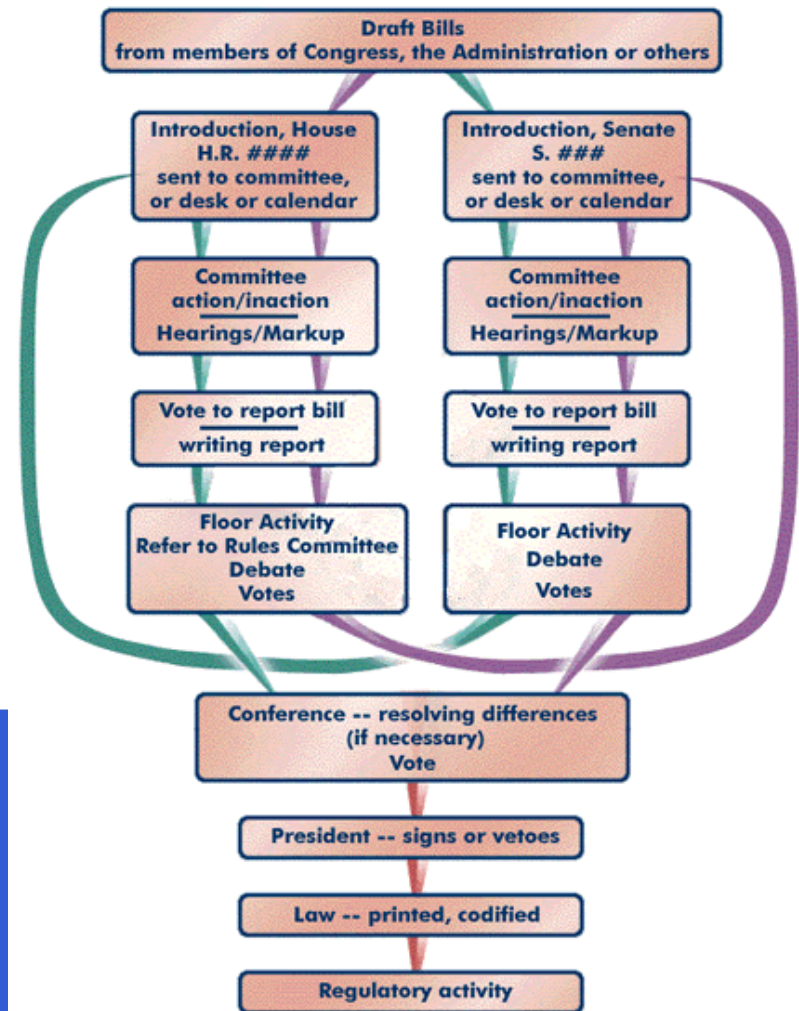 Draft Bills
from members of Congress, the Administration or others
Introduction, House
H.R. ####
sent to committee,
or desk or calendar
Introduction, Senate
S. ###
sent to committee,
or desk or calendar
Committee
action/inaction
Hearings/Markup
Committee
action/inaction
Hearings/Markup
Vote to report bill
writing report
Vote to report bill
writing report
Floor Activity
Refer to Rules Committee
Debate
Votes
Floor Activity
Debate
Votes
Conference -- resolving differences
(if necessary)
Vote
President -- signs or vetoes
Law -- printed, codified
Regulatory activity